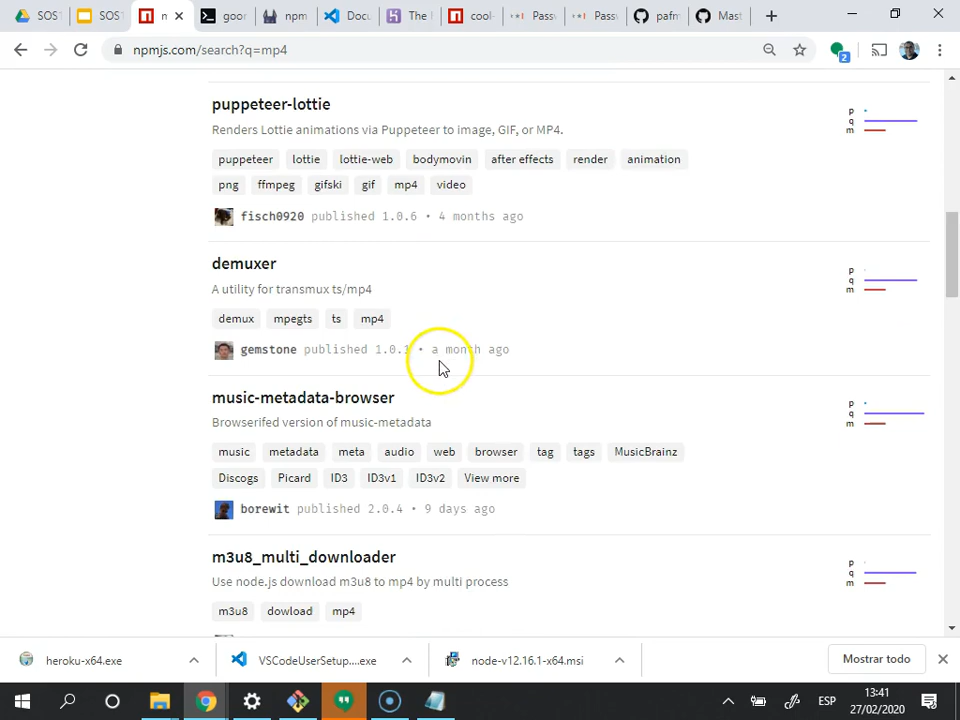 SOS
SOS
n
goor
npm
Docu
The
cool-
Pass
Pass
pafm
Mast
npmjs.com/search?q=mp4
2
puppeteer-lottie
Renders Lottie animations via Puppeteer to image, GIF, or MP4.
puppeteer lottie lottie-web bodymovin after effects render animation
png ffmpeg gifski gif mp4 video
fisch0920 published 1.0.6 • 4 months ago
p
q
m
demuxer
A utility for transmux ts/mp4
demux mpegts ts mp4
gemstone published 1.0.1 • a month ago
p
q
m
music-metadata-browser
Browserifed version of music-metadata
music metadata meta audio web browser tag tags MusicBrainz
Discogs Picard ID3 ID3v1 ID3v2 View more
borewit published 2.0.4 • 9 days ago
p
q
m
m3u8_multi_downloader
Use node.js download m3u8 to mp4 by multi process
m3u8 dowload mp4
p
q
m
heroku-x64.exe
VSCodeUserSetup....exe
node-v12.16.1-x64.msi
Mostrar todo
ESP
13:41
27/02/2020